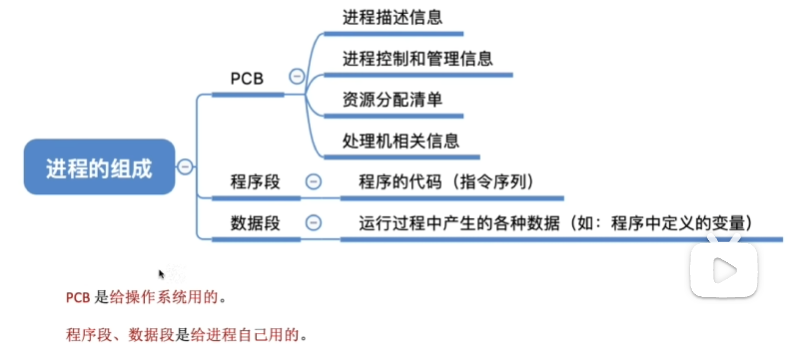 进程描述信息
进程控制和管理信息
PCB
资源分配清单
处理机相关信息
进程的组成
程序段
程序的代码（指令序列）
数据段
运行过程中产生的各种数据（如：程序中定义的变量）
PCB 是给操作系统用的。
程序段、数据段是给进程自己用的。